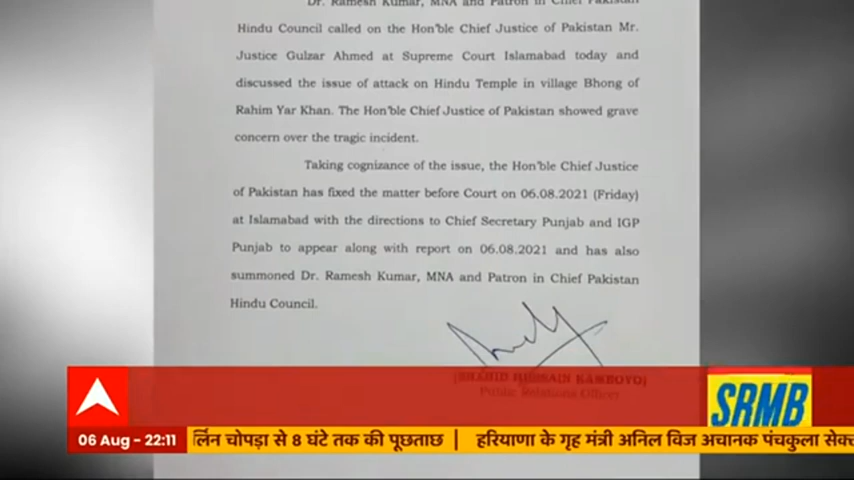 Dr. Ramesh Kumar, MNA and Patron in Chief Pakistan
Hindu Council called on the Hon'ble Chief Justice of Pakistan Mr.
Justice Gulzar Ahmed at Supreme Court Islamabad today and
discussed the issue of attack on Hindu Temple in village Bhong of
Rahim Yar Khan. The Hon'ble Chief Justice of Pakistan showed grave
concern over the tragic incident.
Taking cognizance of the issue, the Hon'ble Chief Justice
of Pakistan has fixed the matter before Court on 06.08.2021 (Friday)
at Islamabad with the directions to Chief Secretary Punjab and IGP
Punjab to appear along with report on 06.08.2021 and has also
summoned Dr. Ramesh Kumar, MNA and Patron in Chief Pakistan
Hindu Council.
(SHAHID HUSSAIN KAMBOYO)
Public Relations Officer
SRMB
06 Aug - 22:11
र्लिन चोपड़ा से 8 घंटे तक की पूछताछ | हरियाणा के गृह मंत्री अनिल विज अचानक पंचकुला सेक्ट